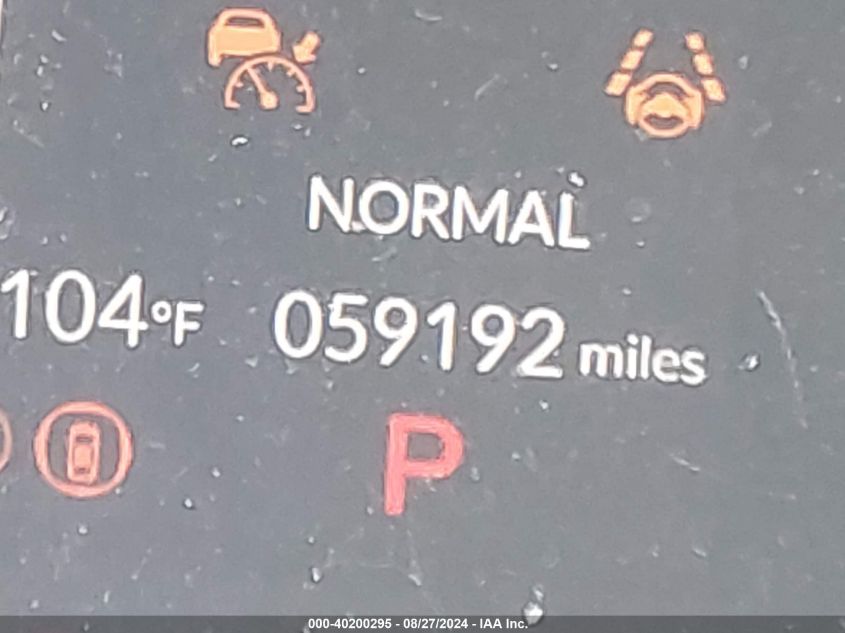 NORMAL
104°F 059192 miles
P
000-40200295 - 08/27/2024 - IAA Inc.